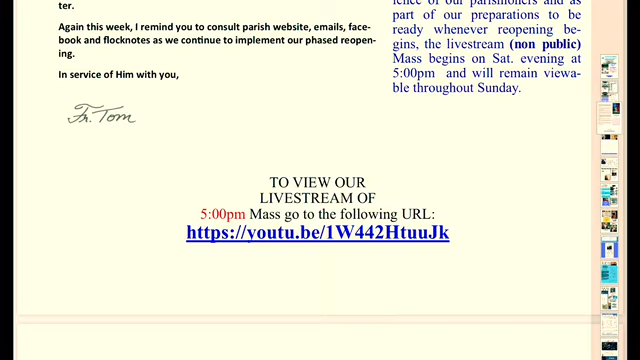 ter.
Again this week, I remind you to consult parish website, emails, face-
book and flocknotes as we continue to implement our phased reopen-
ing.
In service of Him with you,
Fr. Tom
ience of our parishioners and as
part of our preparations to be
ready whenever reopening be-
gins, the livestream (non public)
Mass begins on Sat. evening at
5:00pm and will remain viewa-
ble throughout Sunday.
TO VIEW OUR
LIVESTREAM OF
5:00pm Mass go to the following URL:
https://youtu.be/1W442HtuuJk